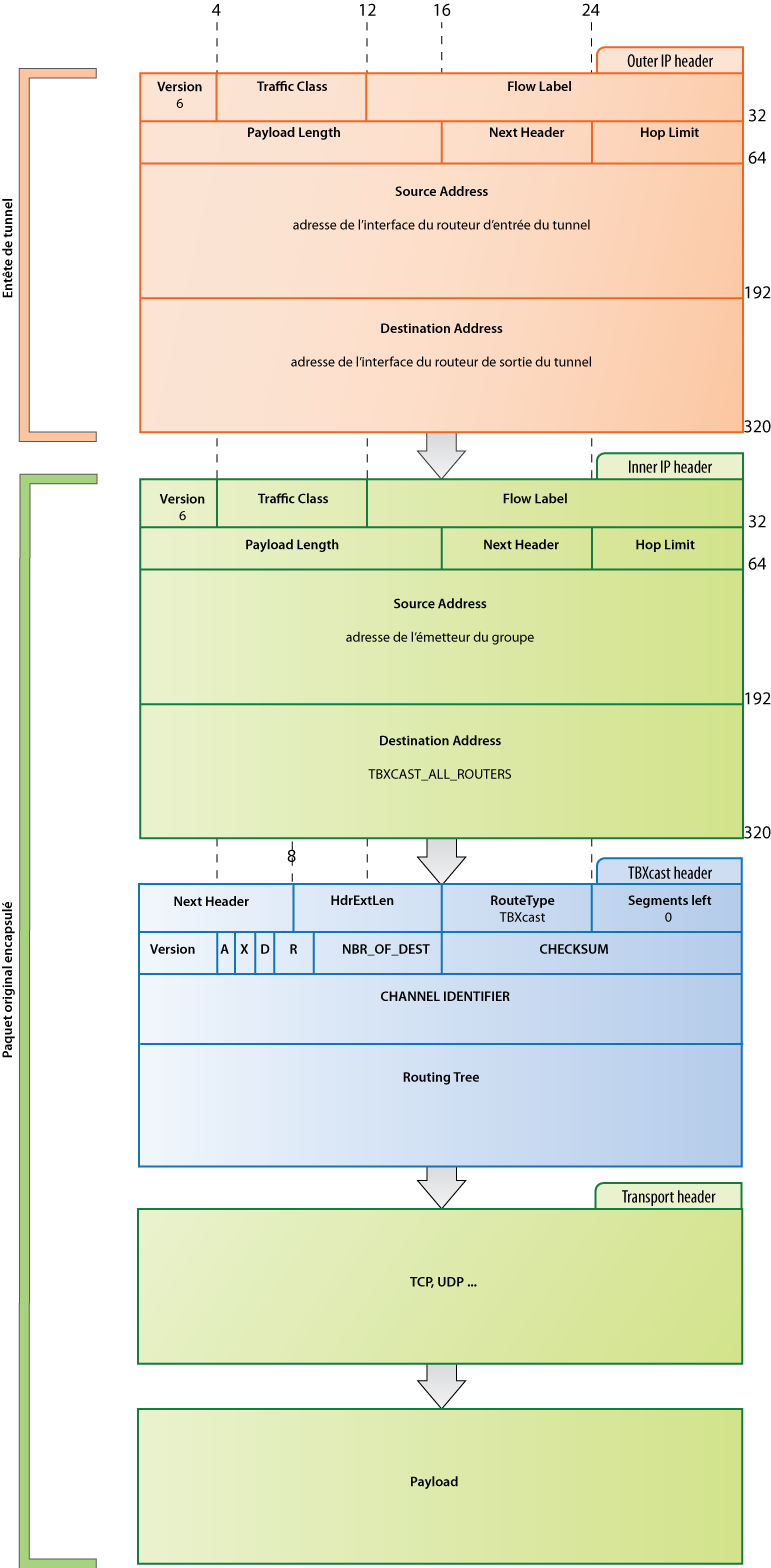 4 12 16 24
Outer IP header
Version Traffic Class Flow Label
6
32
Payload Length Next Header Hop Limit
64
Source Address
adresse de l'interface du routeur d'entrée du tunnel
192
Destination Address
adresse de l'interface du routeur de sortie du tunnel
320
Entête de tunnel
Inner IP header
Version Traffic Class Flow Label
6
32
Payload Length Next Header Hop Limit
64
Source Address
adresse de l'émetteur du groupe
192
Destination Address
TBXCAST_ALL_ROUTERS
320
8
TBXcast header
Next Header HdrExtLen RouteType Segments left
TBXcast 0
Version A X D R NBR_OF_DEST CHECKSUM
CHANNEL IDENTIFIER
Routing Tree
Paquet original encapsulé
Transport header
TCP, UDP ...
Payload